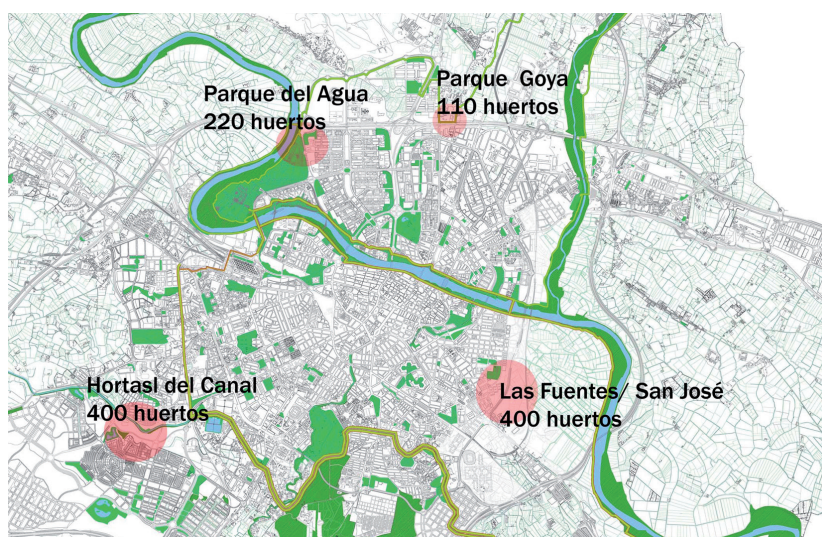 Parque del Agua
220 huertos
Parque Goya
110 huertos
Hortasl del Canal
400 huertos
Las Fuentes/ San José
400 huertos